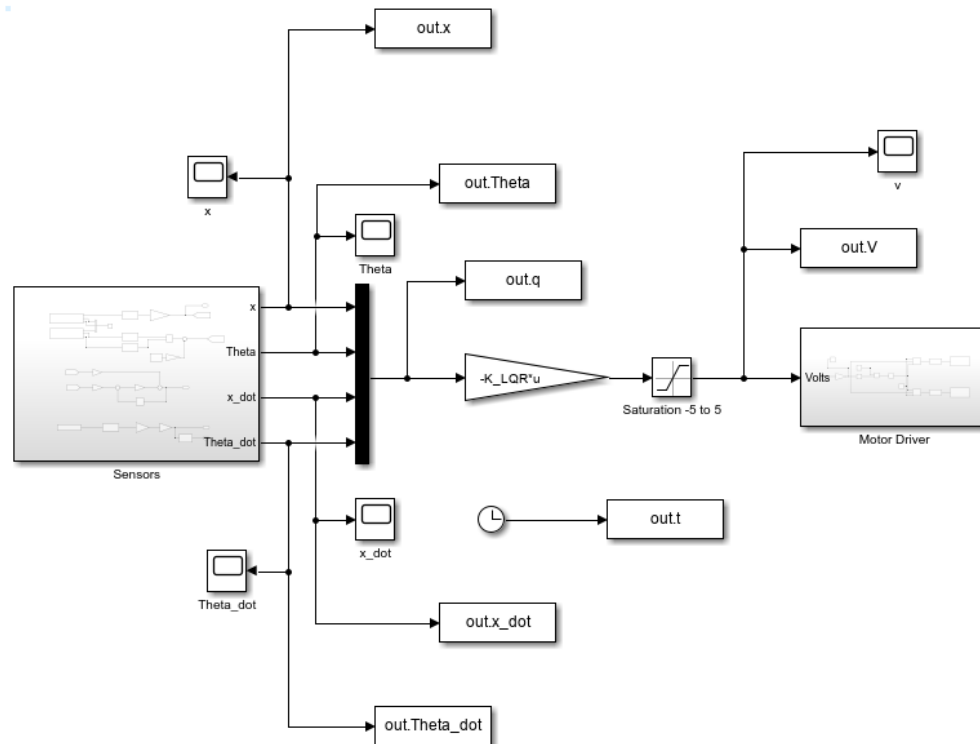 out.x
x
out.Theta
Theta
v
out.V
out.q
x
Theta
x_dot
Theta_dot
Sensors
-K_LQR*u
Saturation -5 to 5
Volts
Motor Driver
out.t
x_dot
Theta_dot
out.x_dot
out.Theta_dot